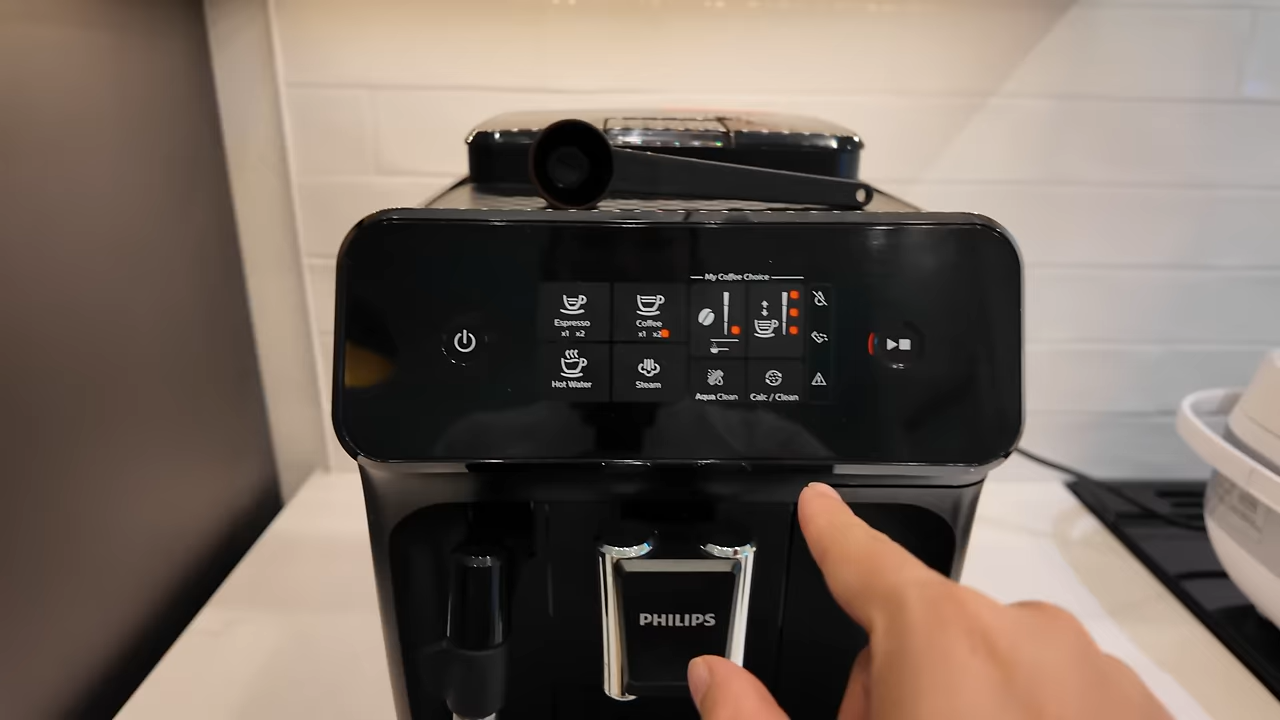 My Coffee Choice
Espresso
x1 x2
Coffee
x1 x2
Hot Water
Steam
Aqua Clean
Calc / Clean
PHILIPS